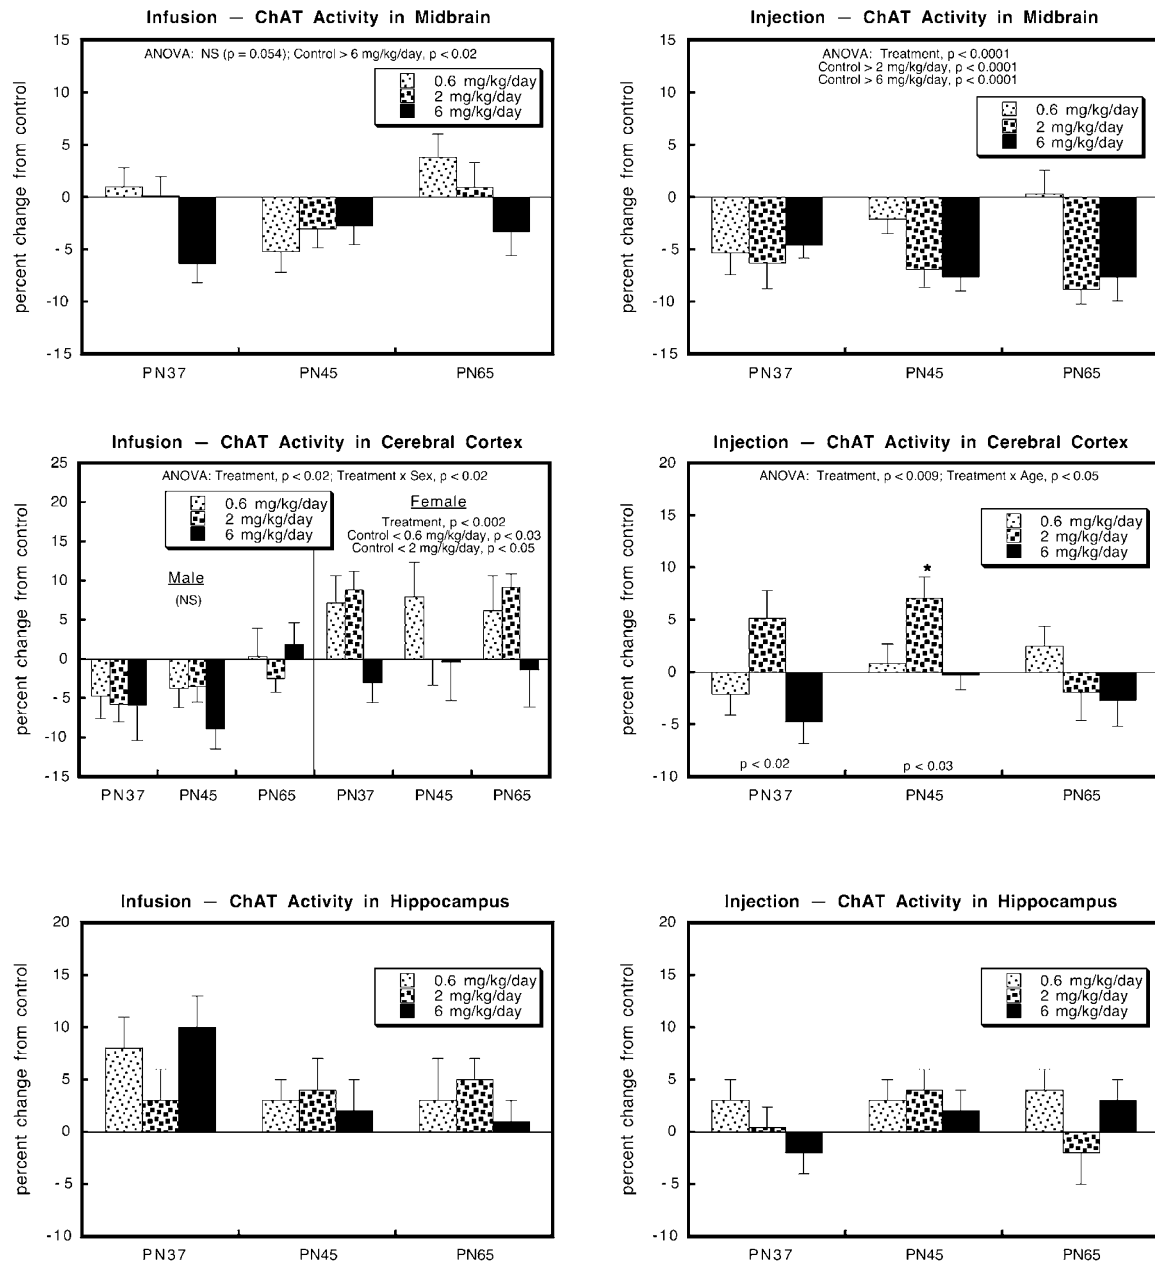 Infusion — ChAT Activity in Midbrain
percent change from control
15
10
5
0
-5
-10
-15
ANOVA: NS (p = 0.054); Control > 6 mg/kg/day, p < 0.02
0.6 mg/kg/day
2 mg/kg/day
6 mg/kg/day
PN37 PN45 PN65
Injection — ChAT Activity in Midbrain
percent change from control
15
10
5
0
-5
-10
-15
ANOVA: Treatment, p < 0.0001
Control > 2 mg/kg/day, p < 0.0001
Control > 6 mg/kg/day, p < 0.0001
0.6 mg/kg/day
2 mg/kg/day
6 mg/kg/day
PN37 PN45 PN65
Infusion — ChAT Activity in Cerebral Cortex
percent change from control
25
20
15
10
5
0
-5
-10
-15
ANOVA: Treatment, p < 0.02; Treatment x Sex, p < 0.02
0.6 mg/kg/day
2 mg/kg/day
6 mg/kg/day
Female
Treatment, p < 0.002
Control < 0.6 mg/kg/day, p < 0.03
Control < 2 mg/kg/day, p < 0.05
Male
(NS)
PN37 PN45 PN65 PN37 PN45 PN65
Injection — ChAT Activity in Cerebral Cortex
percent change from control
20
15
10
5
0
-5
-10
ANOVA: Treatment, p < 0.009; Treatment x Age, p < 0.05
0.6 mg/kg/day
2 mg/kg/day
6 mg/kg/day
*
p < 0.02 p < 0.03
PN37 PN45 PN65
Infusion — ChAT Activity in Hippocampus
percent change from control
20
15
10
5
0
-5
-10
0.6 mg/kg/day
2 mg/kg/day
6 mg/kg/day
PN37 PN45 PN65
Injection — ChAT Activity in Hippocampus
percent change from control
20
15
10
5
0
-5
-10
0.6 mg/kg/day
2 mg/kg/day
6 mg/kg/day
PN37 PN45 PN65